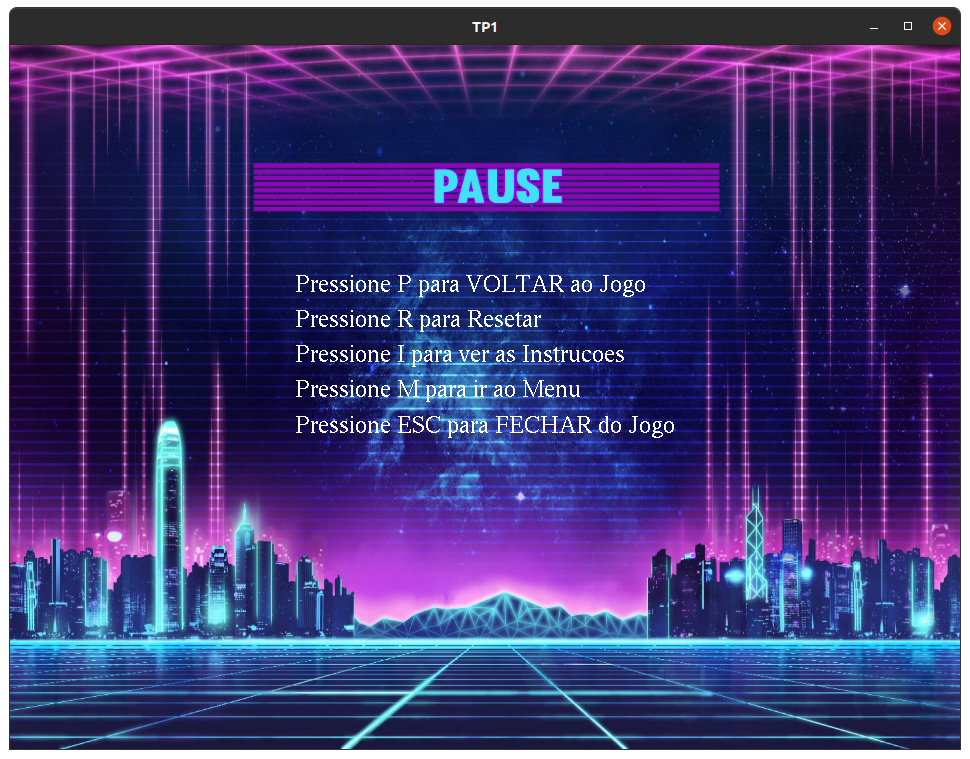 TP1
PAUSE
Pressione P para VOLTAR ao Jogo
Pressione R para Resetar
Pressione I para ver as Instrucoes
Pressione M para ir ao Menu
Pressione ESC para FECHAR do Jogo